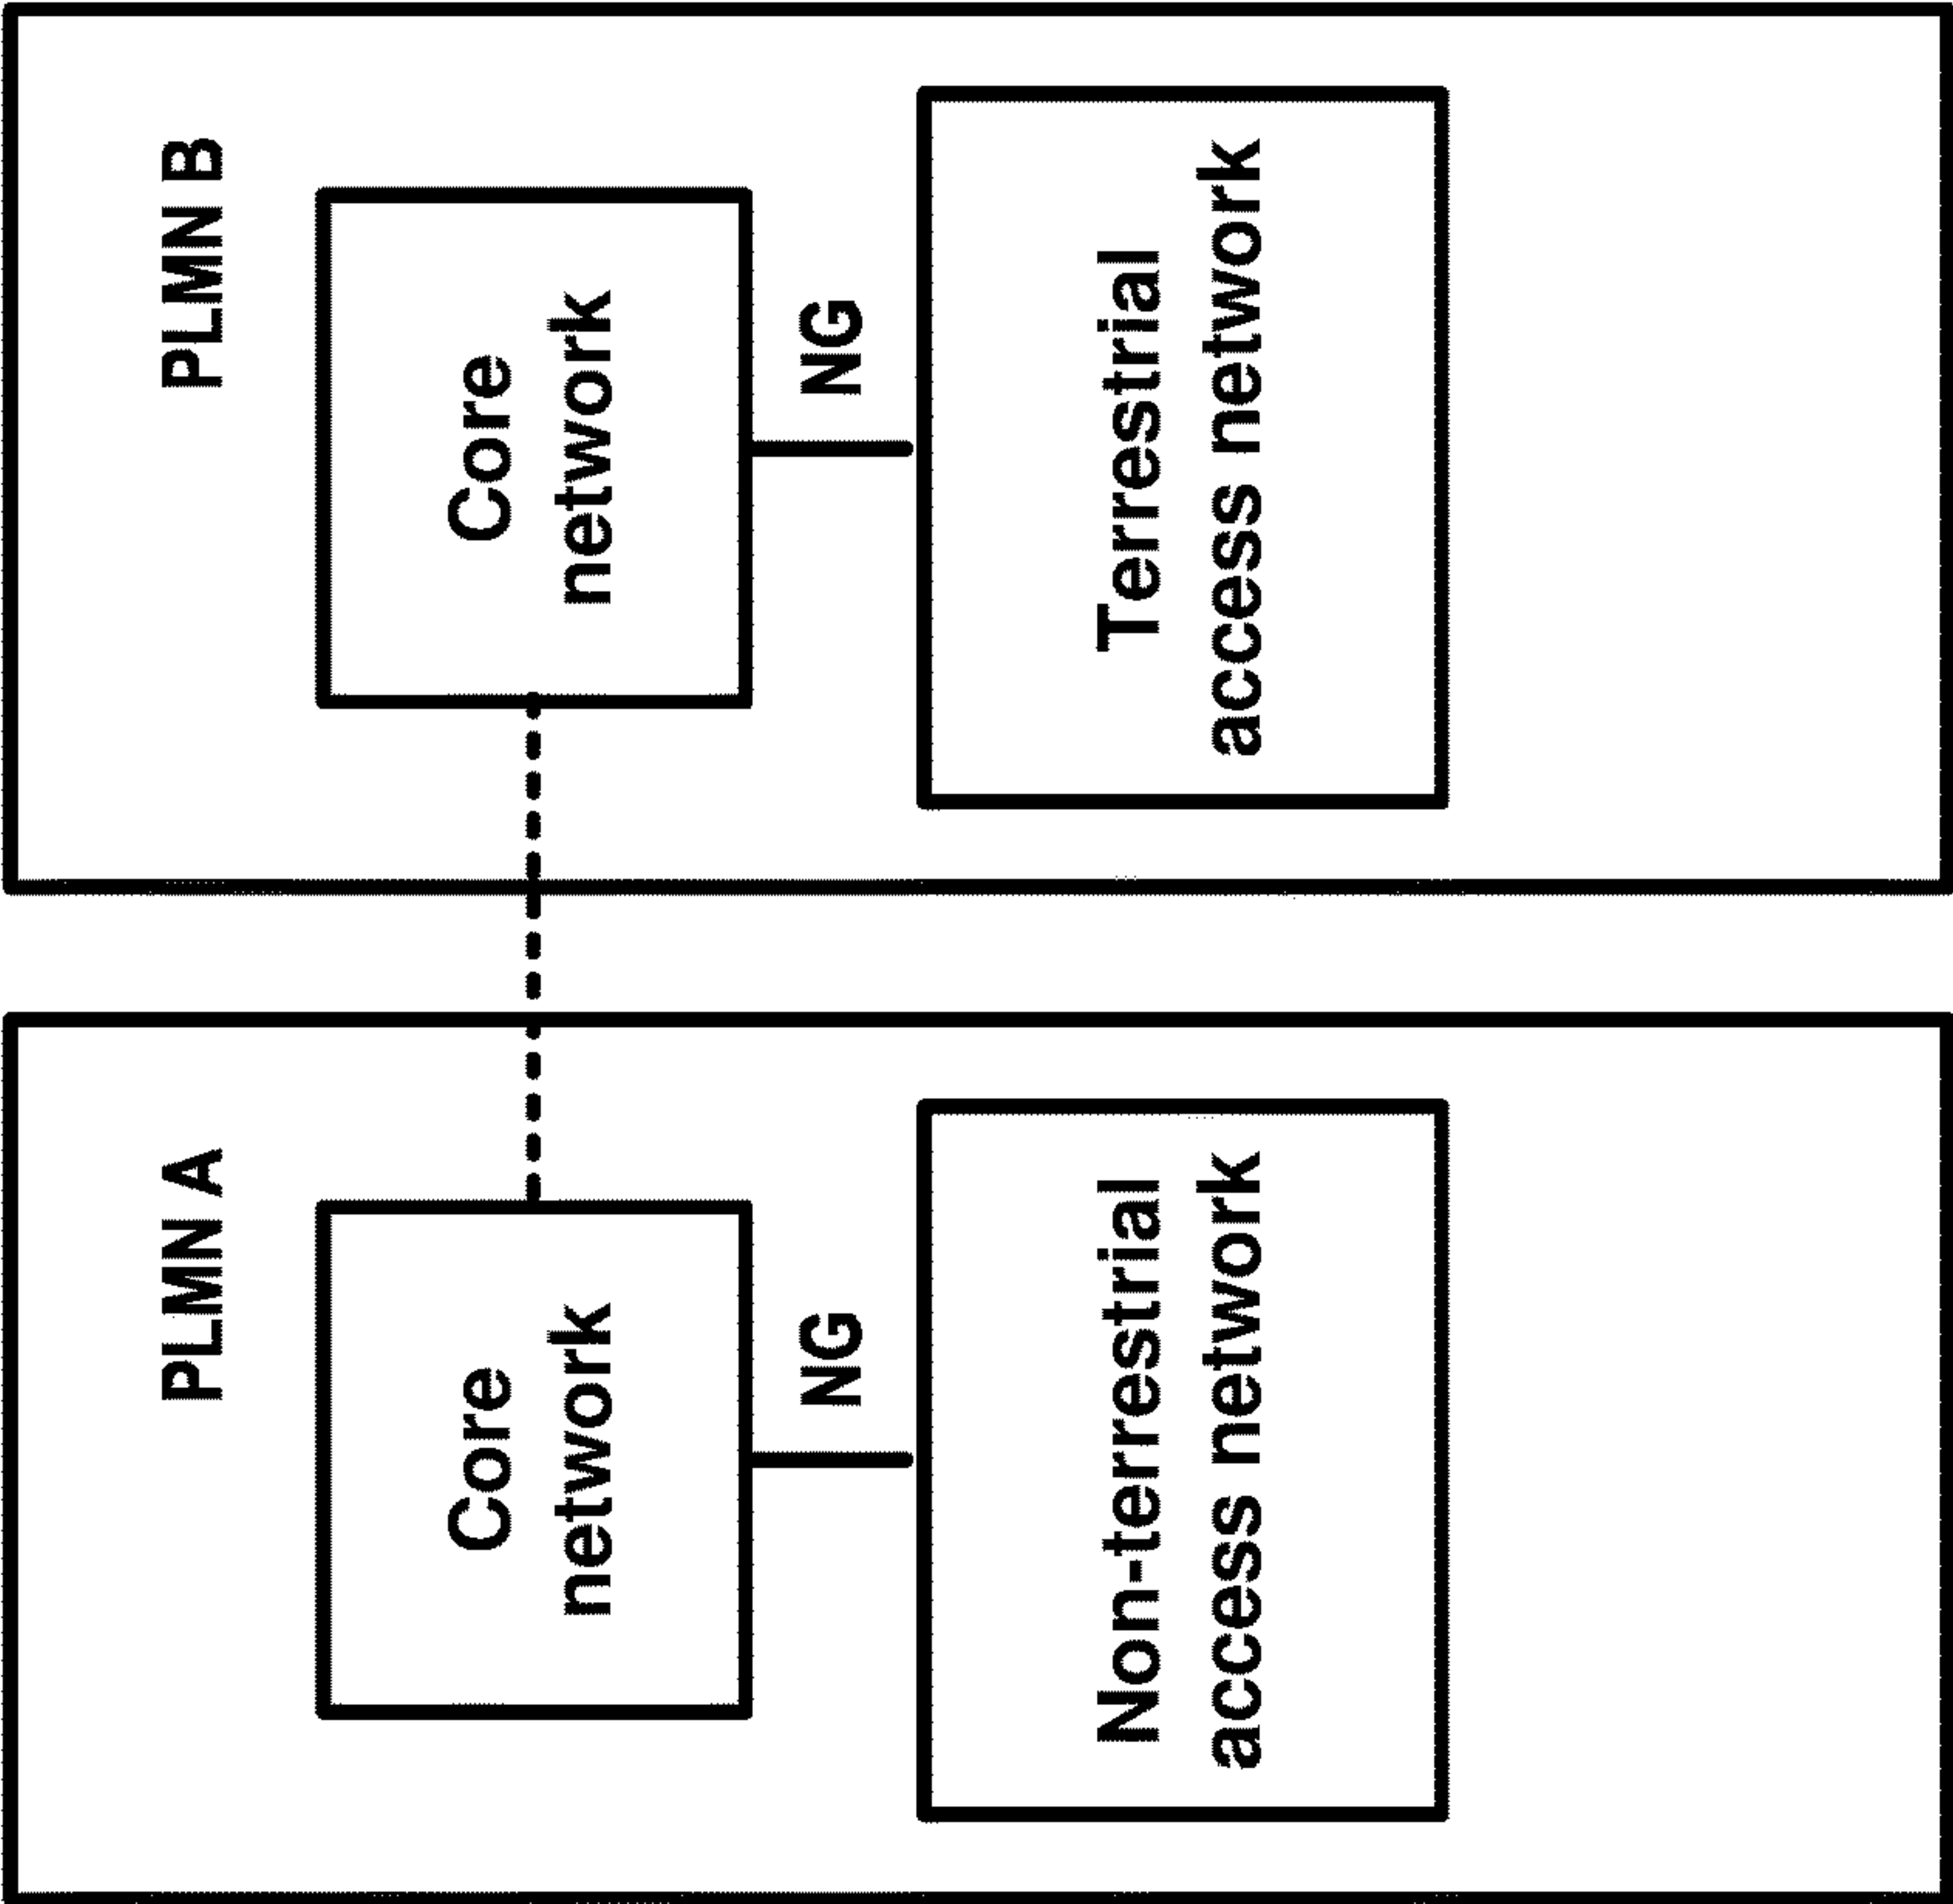 PLMN A
Core
network
NG
Non-terrestrial
access network
PLMN B
Core
network
NG
Terrestrial
access network